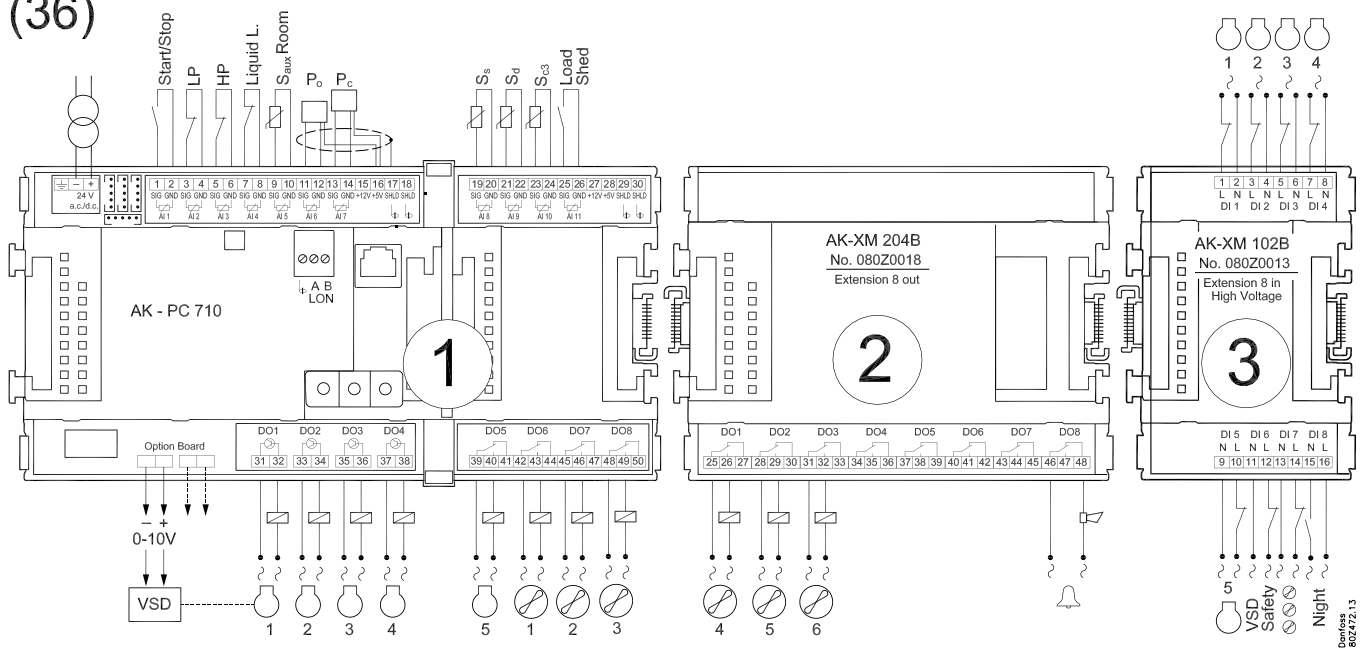 (36)
Start/Stop
LP
HP
Liquid L.
Saux Room
Po
Pc
Ss
Sd
Sc3
Load
Shed
1 2 3 4
– +
24 V
a.c./d.c.
1 2 3 4 5 6 7 8 9 10 11 12 13 14 15 16 17 18
SIG GND SIG GND SIG GND SIG GND SIG GND SIG GND SIG GND +12V +5V SHLD SHLD
AI 1 AI 2 AI 3 AI 4 AI 5 AI 6 AI 7
19 20 21 22 23 24 25 26 27 28 29 30
SIG GND SIG GND SIG GND SIG GND +12V +5V SHLD SHLD
AI 8 AI 9 AI 10 AI 11
1 2 3 4 5 6 7 8
L N L N L N L N
DI 1 DI 2 DI 3 DI 4
A B
LON
AK - PC 710
1
AK-XM 204B
No. 080Z0018
Extension 8 out
2
AK-XM 102B
No. 080Z0013
Extension 8 in
High Voltage
3
Option Board
DO1 DO2 DO3 DO4
31 32 33 34 35 36 37 38
DO5 DO6 DO7 DO8
39 40 41 42 43 44 45 46 47 48 49 50
DO1 DO2 DO3 DO4 DO5 DO6 DO7 DO8
25 26 27 28 29 30 31 32 33 34 35 36 37 38 39 40 41 42 43 44 45 46 47 48
DI 5 DI 6 DI 7 DI 8
N L N L N L N L
9 10 11 12 13 14 15 16
– +
0-10V
VSD
1 2 3 4
5 1 2 3
4 5 6
5
VSD
Safety
Night
Danfoss
80Z472.13